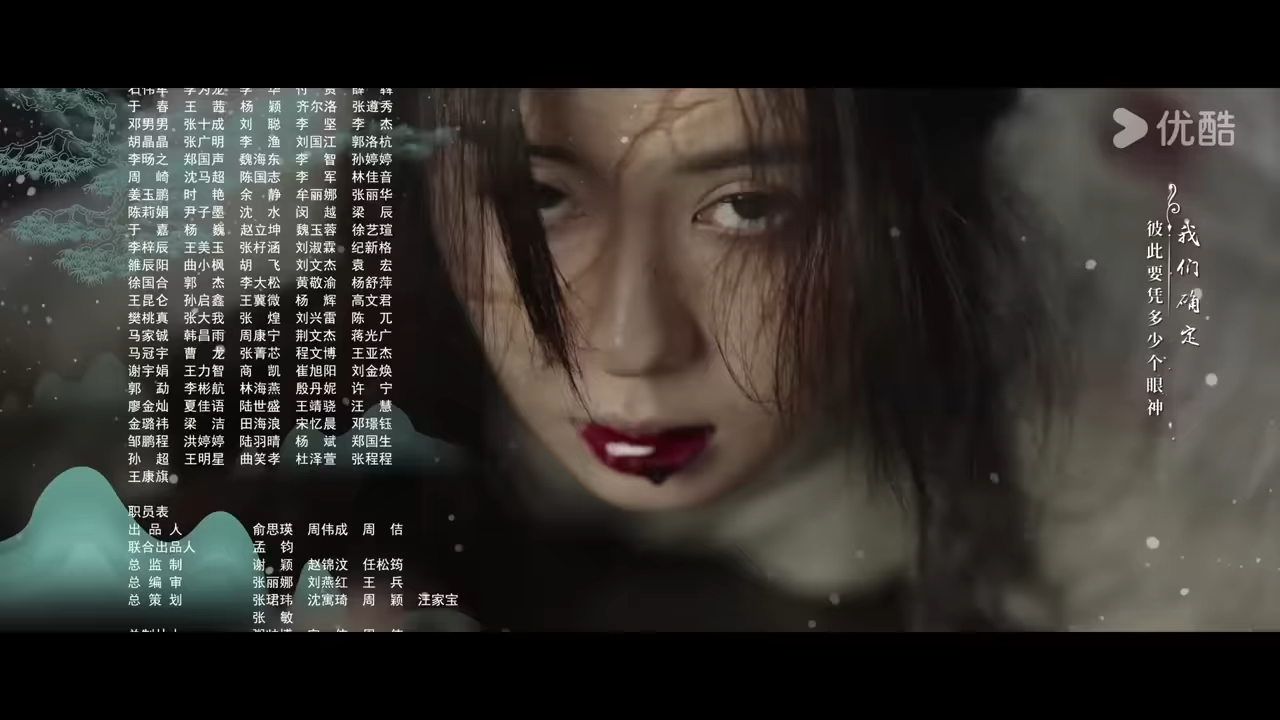 于　春　王　茜　杨　颖　齐尔洛　张遵秀
邓男男　张十成　刘　聪　李　坚　李　杰
胡晶晶　张广明　李　渔　刘国江　郭洛杭
李旸之　郑国声　魏海东　李　智　孙婷婷
周　崎　沈马超　陈国志　李　军　林佳音
姜玉鹏　时　艳　余　静　牟丽娜　张丽华
陈莉娟　尹子墨　沈　水　闵　越　梁　辰
于　嘉　杨　巍　赵立坤　魏玉蓉　徐艺瑄
李梓辰　王美玉　张杍涵　刘淑霖　纪新格
雒辰阳　曲小枫　胡　飞　刘文杰　袁　宏
徐国合　郭　杰　李大松　黄敬渝　杨舒萍
王昆仑　孙启鑫　王冀微　杨　辉　高文君
樊桃真　张大我　张　煌　刘兴雷　陈　兀
马家铖　韩昌雨　周康宁　荆文杰　蒋光广
马冠宇　曹　龙　张菁芯　程文博　王亚杰
谢宇娟　王力智　商　凯　崔旭阳　刘金焕
郭　勐　李彬航　林海燕　殷丹妮　许　宁
廖金灿　夏佳语　陆世盛　王靖骁　汪　慧
金璐祎　梁　洁　田海浪　宋忆晨　邓璟钰
邹鹏程　洪婷婷　陆羽晴　杨　斌　郑国生
孙　超　王明星　曲笑孝　杜泽萱　张程程
王康旗
职员表
出 品 人　俞思瑛　周伟成　周　佶
联合出品人　孟　钧
总 监 制　谢　颖　赵锦汶　任松筠
总 编 审　张丽娜　刘燕红　王　兵
总 策 划　张珺玮　沈寓琦　周　颖　汪家宝
张　敏
优酷
我们确定
彼此要凭多少个眼神